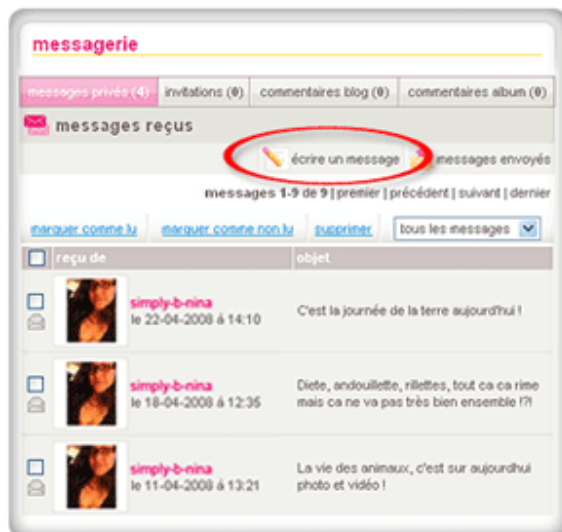 messagerie
messages privés (4) invitations (0) commentaires blog (0) commentaires album (0)
messages reçus
écrire un message messages envoyés
messages 1-9 de 9 | premier | précédent | suivant | dernier
marquer comme lu marquer comme non lu supprimer tous les messages
reçu de objet
simply-b-nina
le 22-04-2008 à 14:10
C'est la journée de la terre aujourd'hui !
simply-b-nina
le 18-04-2008 à 12:35
Diete, andouillette, rillettes, tout ca ca rime
mais ca ne va pas très bien ensemble !?!
simply-b-nina
le 11-04-2008 à 13:21
La vie des animaux, c'est sur aujourdhui
photo et vidéo !